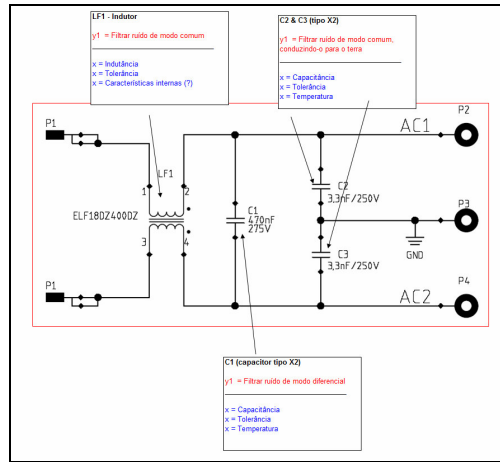 LF1 - Indutor
y1 = Filtrar ruído de modo comum
x = Indutância
x = Tolerância
x = Características internas (?)
C2 & C3 (tipo X2)
y1 = Filtrar ruído de modo comum,
conduzindo-o para o terra
x = Capacitância
x = Tolerância
x = Temperatura
P1
AC1
P2
LF1
1
2
C2
3,3nF/250V
ELF18DZ400DZ
C1
470nF
275V
P3
3
4
C3
3,3nF/250V
GND
P1
AC2
P4
C1 (capacitor tipo X2)
y1 = Filtrar ruído de modo diferencial
x = Capacitância
x = Tolerância
x = Temperatura